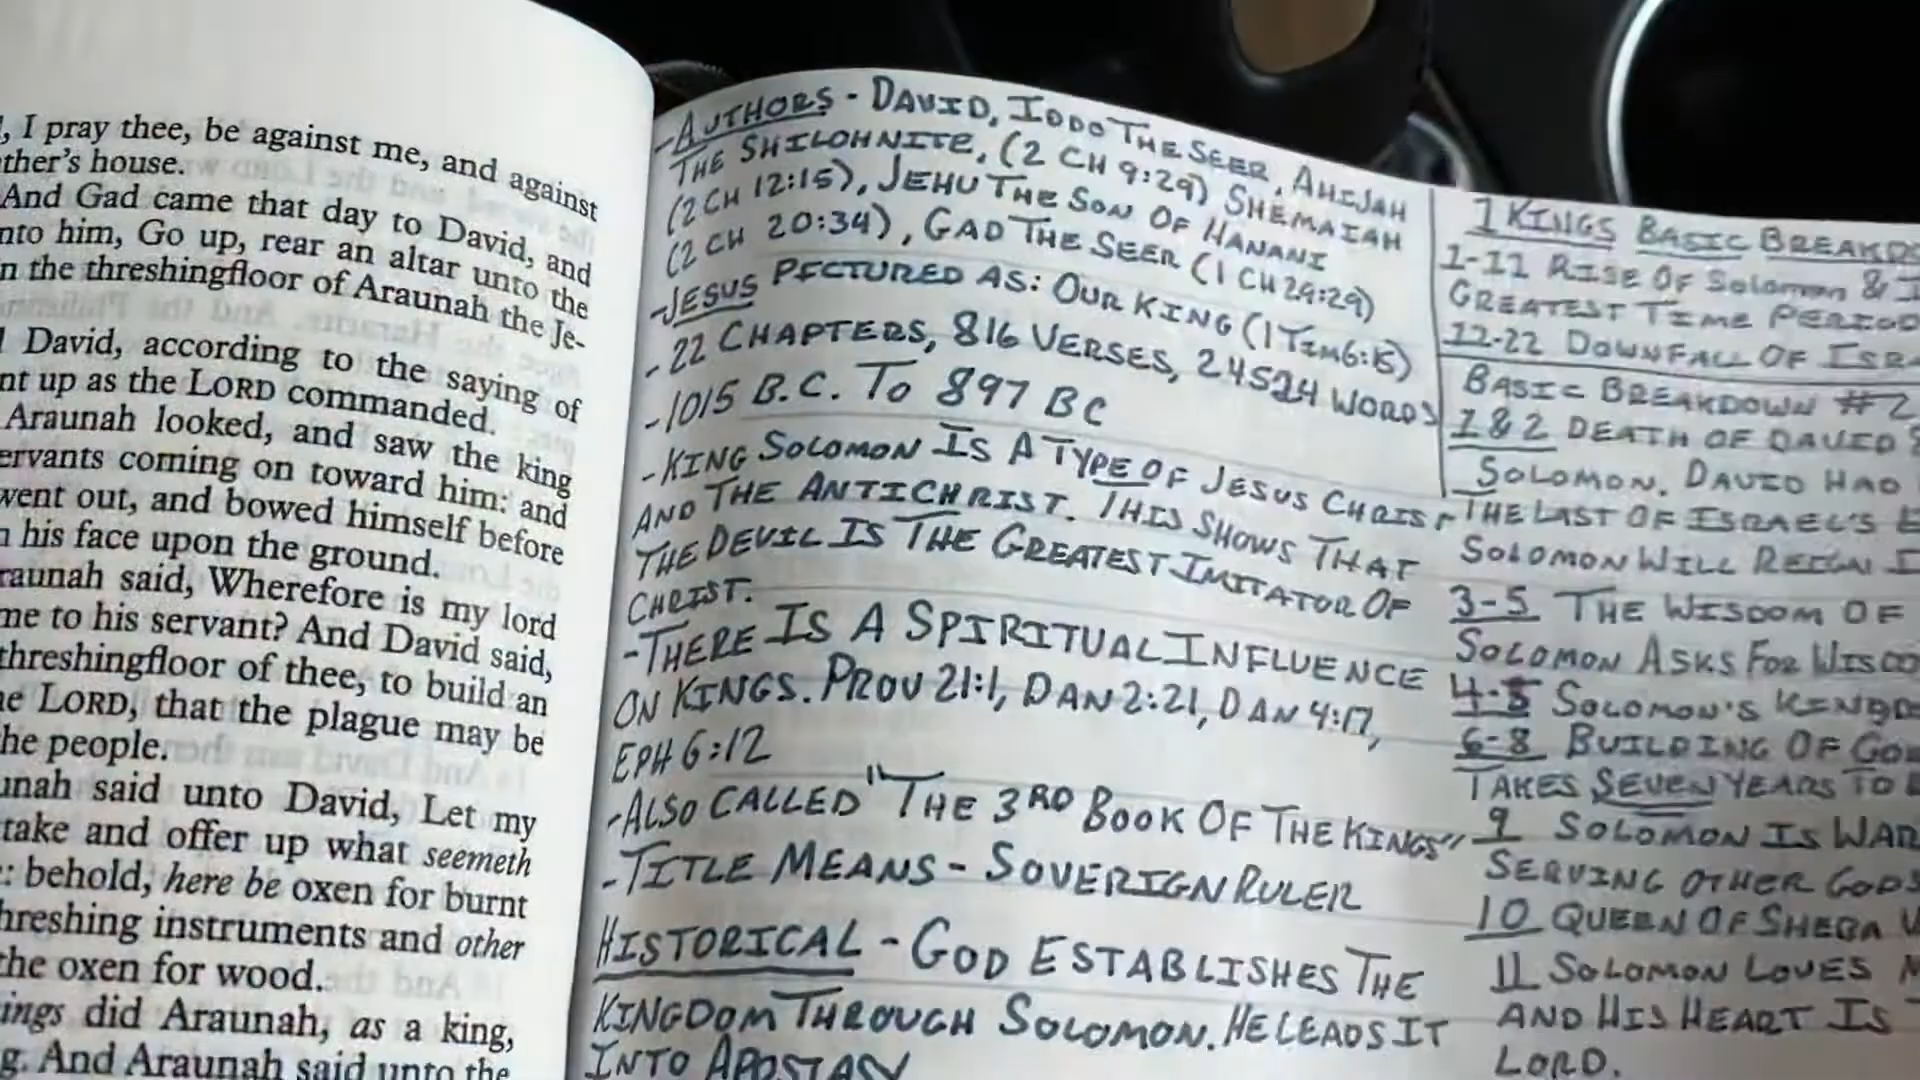 , I pray thee, be against me, and against
ther's house.
And Gad came that day to David, and
nto him, Go up, rear an altar unto the
n the threshingfloor of Araunah the Je-
David, according to the saying of
nt up as the LORD commanded.
Araunah looked, and saw the king
ervants coming on toward him: and
went out, and bowed himself before
n his face upon the ground.
raunah said, Wherefore is my lord
me to his servant? And David said,
threshingfloor of thee, to build an
he LORD, that the plague may be
he people.
unah said unto David, Let my
take and offer up what seemeth
: behold, here be oxen for burnt
hreshing instruments and other
the oxen for wood.
ings did Araunah, as a king,
g. And Araunah said unto the
-AUTHORS - DAVID, IDDO THE SEER, AHIJAH
THE SHILOHNITE, (2 CH 9:29) SHEMAIAH
(2 CH 12:15), JEHU THE SON OF HANANI
(2 CH 20:34), GAD THE SEER (1 CH 29:29)
-JESUS PECTURED AS: OUR KING (1 TIM 6:15)
- 22 CHAPTERS, 816 VERSES, 24524 WORDS
-1015 B.C. TO 897 BC
-KING SOLOMON IS A TYPE OF JESUS CHRIST
AND THE ANTICHRIST. THIS SHOWS THAT
THE DEVIL IS THE GREATEST IMITATOR OF
CHRIST.
-THERE IS A SPIRITUAL INFLUENCE
ON KINGS. PROV 21:1, DAN 2:21, DAN 4:17,
EPH 6:12
-ALSO CALLED "THE 3RD BOOK OF THE KINGS"
-TITLE MEANS - SOVERIGN RULER
HISTORICAL - GOD ESTABLISHES THE
KINGDOM THROUGH SOLOMON. HE LEADS IT
INTO APOSTASY
1 KINGS BASIC BREAKDO
1-11 RISE OF Solomon & I
GREATEST TIME PERIOD
12-22 DOWNFALL OF ISRA
BASIC BREAKDOWN #2
1 & 2 DEATH OF DAVID &
SOLOMON. DAVID HAD
THE LAST OF ISRAEL'S E
SOLOMON WILL REIGN I
3-5 THE WISDOM OF
SOLOMON ASKS FOR WISDO
4-5 SOLOMON'S KINGD
6-8 BUILDING OF GOD
TAKES SEVEN YEARS TO B
9 SOLOMON IS WAR
SERVING OTHER GODS
10 QUEEN OF SHEBA V
11 SOLOMON LOVES M
AND HIS HEART IS
LORD.